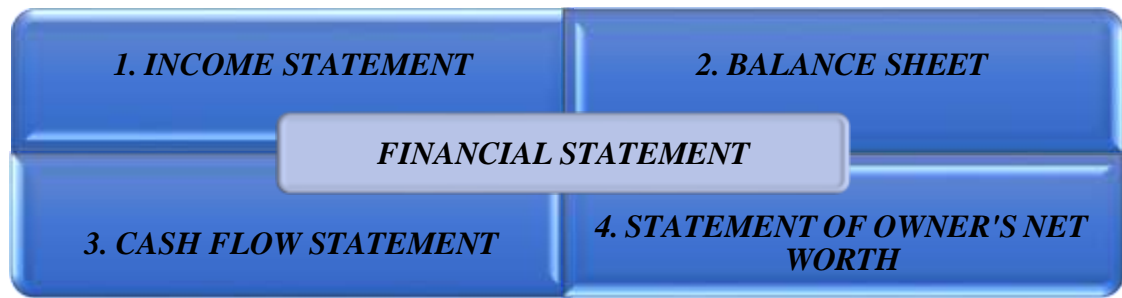 1. INCOME STATEMENT
2. BALANCE SHEET
FINANCIAL STATEMENT
3. CASH FLOW STATEMENT
4. STATEMENT OF OWNER'S NET
WORTH